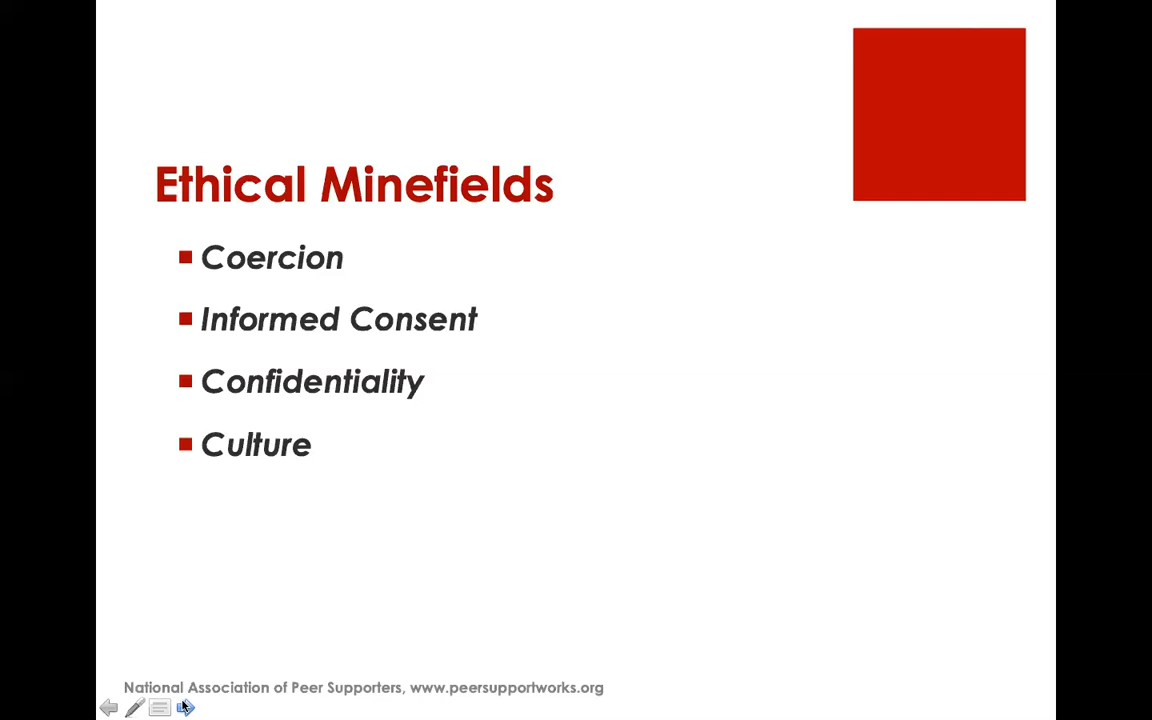 Ethical Minefields
Coercion
Informed Consent
Confidentiality
Culture
National Association of Peer Supporters, www.peersupportworks.org